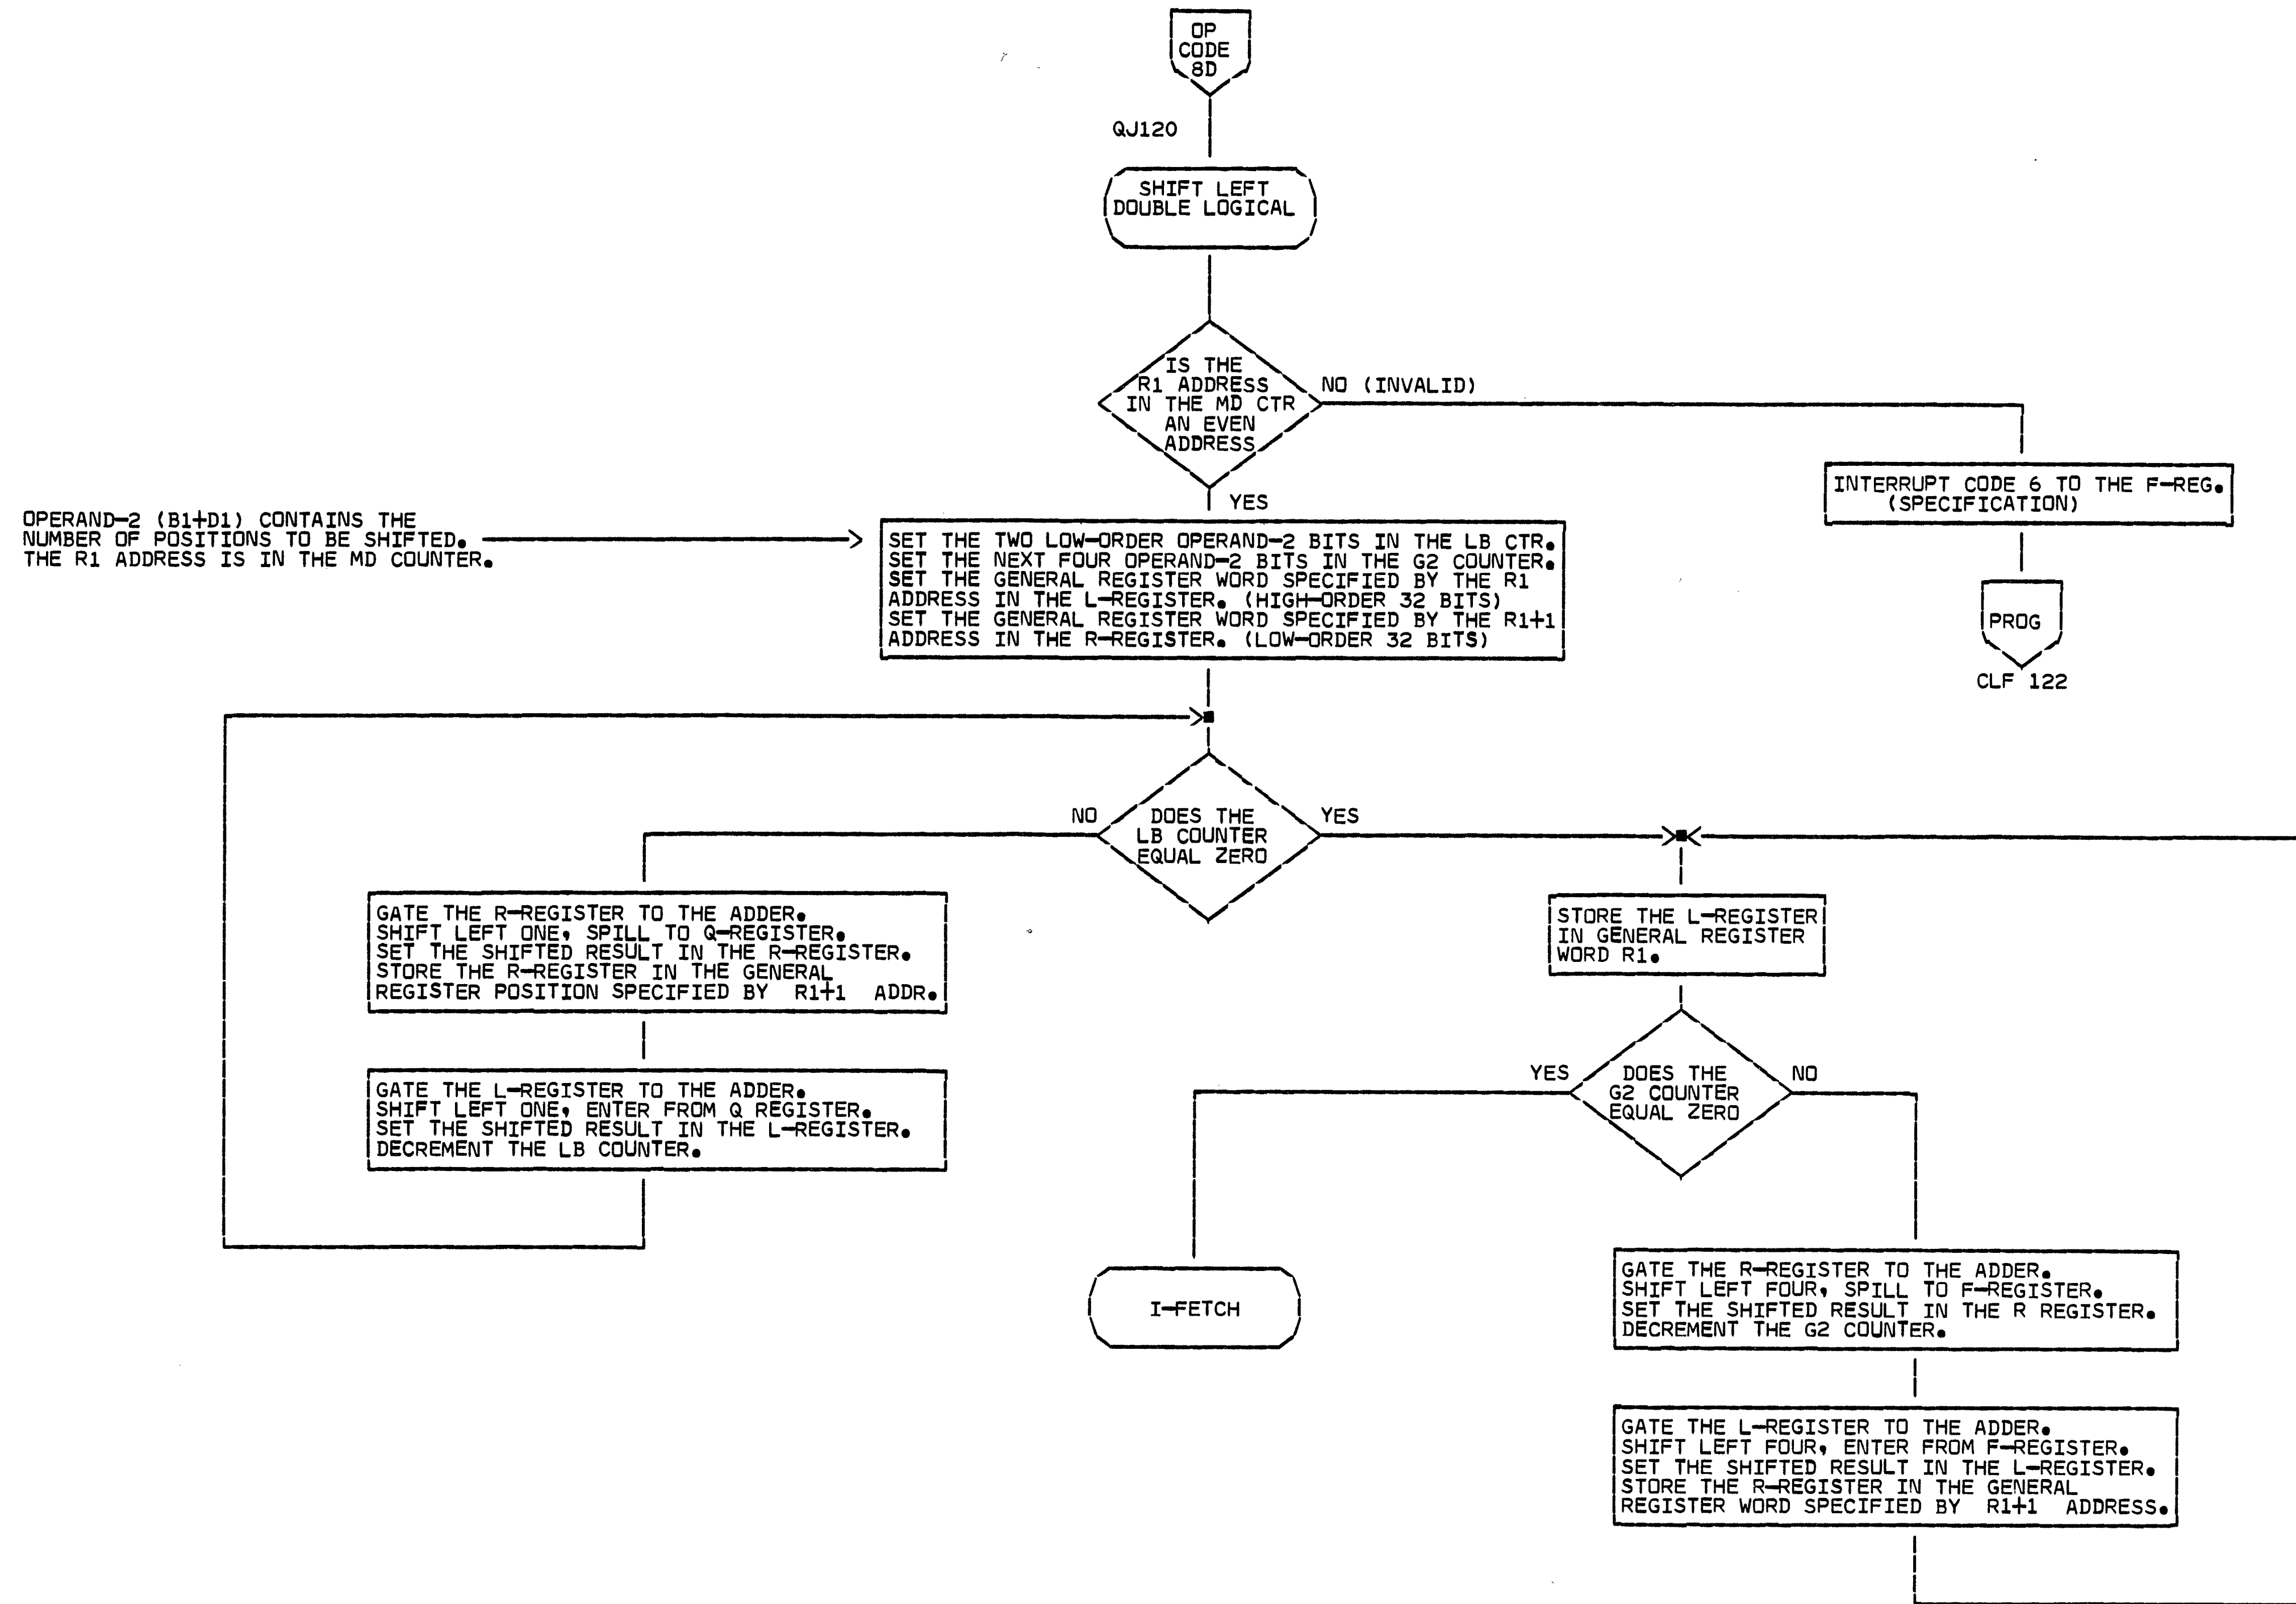 OP
CODE
8D
QJ120
SHIFT LEFT
DOUBLE LOGICAL
IS THE
R1 ADDRESS
IN THE MD CTR
AN EVEN
ADDRESS
NO (INVALID)
YES
INTERRUPT CODE 6 TO THE F-REG.
(SPECIFICATION)
PROG
CLF 122
OPERAND-2 (B1+D1) CONTAINS THE
NUMBER OF POSITIONS TO BE SHIFTED.
THE R1 ADDRESS IS IN THE MD COUNTER.
SET THE TWO LOW-ORDER OPERAND-2 BITS IN THE LB CTR.
SET THE NEXT FOUR OPERAND-2 BITS IN THE G2 COUNTER.
SET THE GENERAL REGISTER WORD SPECIFIED BY THE R1
ADDRESS IN THE L-REGISTER. (HIGH-ORDER 32 BITS)
SET THE GENERAL REGISTER WORD SPECIFIED BY THE R1+1
ADDRESS IN THE R-REGISTER. (LOW-ORDER 32 BITS)
NO
DOES THE
LB COUNTER
EQUAL ZERO
YES
GATE THE R-REGISTER TO THE ADDER.
SHIFT LEFT ONE, SPILL TO Q-REGISTER.
SET THE SHIFTED RESULT IN THE R-REGISTER.
STORE THE R-REGISTER IN THE GENERAL
REGISTER POSITION SPECIFIED BY R1+1 ADDR.
GATE THE L-REGISTER TO THE ADDER.
SHIFT LEFT ONE, ENTER FROM Q REGISTER.
SET THE SHIFTED RESULT IN THE L-REGISTER.
DECREMENT THE LB COUNTER.
STORE THE L-REGISTER
IN GENERAL REGISTER
WORD R1.
YES
DOES THE
G2 COUNTER
EQUAL ZERO
NO
I-FETCH
GATE THE R-REGISTER TO THE ADDER.
SHIFT LEFT FOUR, SPILL TO F-REGISTER.
SET THE SHIFTED RESULT IN THE R REGISTER.
DECREMENT THE G2 COUNTER.
GATE THE L-REGISTER TO THE ADDER.
SHIFT LEFT FOUR, ENTER FROM F-REGISTER.
SET THE SHIFTED RESULT IN THE L-REGISTER.
STORE THE R-REGISTER IN THE GENERAL
REGISTER WORD SPECIFIED BY R1+1 ADDRESS.